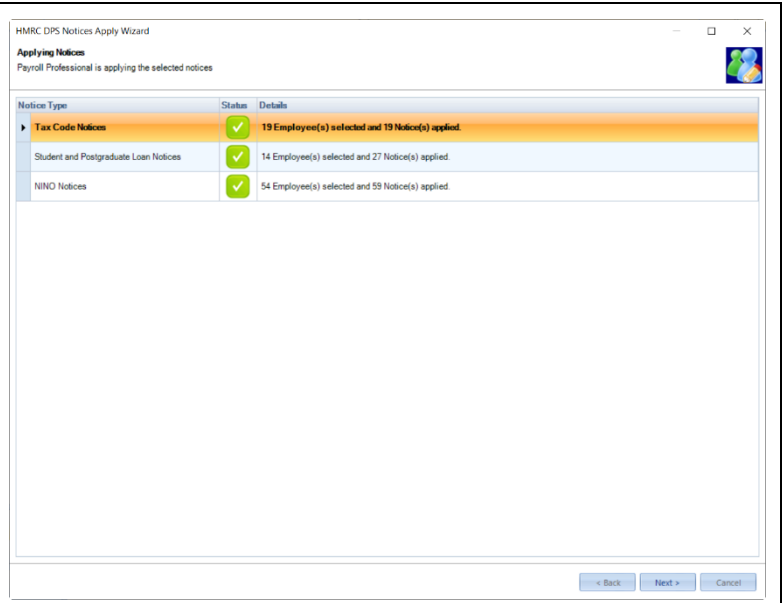 HMRC DPS Notices Apply Wizard
Applying Notices
Payroll Professional is applying the selected notices
Notice Type Status Details
Tax Code Notices 19 Employee(s) selected and 19 Notice(s) applied.
Student and Postgraduate Loan Notices 14 Employee(s) selected and 27 Notice(s) applied.
NINO Notices 54 Employee(s) selected and 59 Notice(s) applied.
< Back Next > Cancel